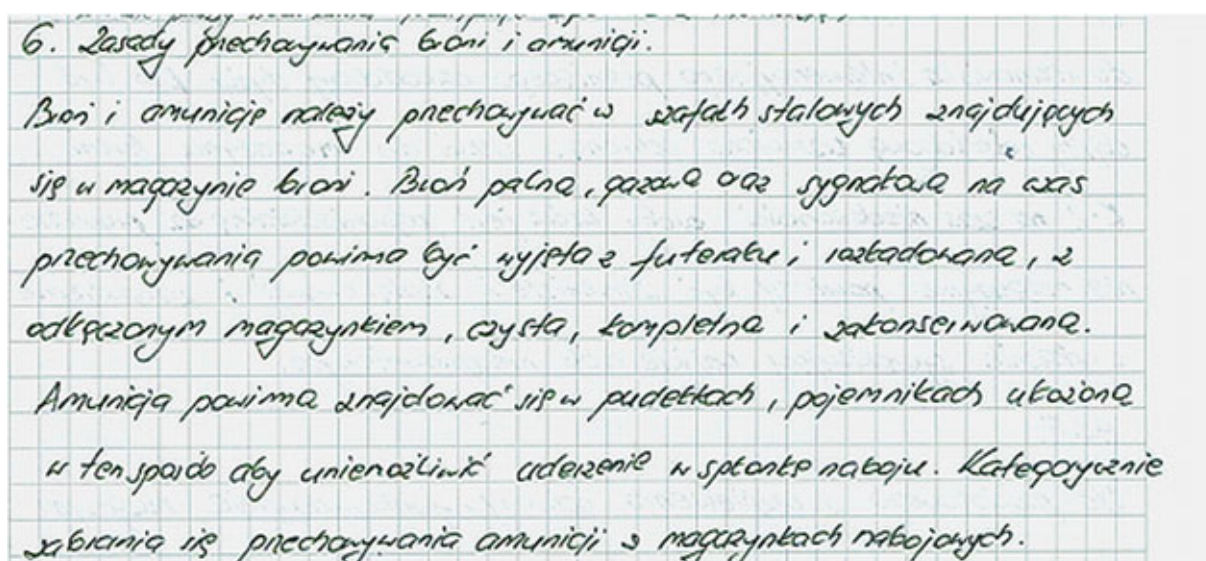 6. Zasady przechowywania broni i amunicji.
Broń i amunicję należy przechowywać w szafach stalowych znajdujących
się w magazynie broni. Broń palna, gazowa oraz sygnałowa na czas
przechowywania powinna być wyjęta z futerału i rozładowana, z
odłączonym magazynkiem, czysta, kompletna i zakonserwowana.
Amunicja powinna znajdować się w pudełkach, pojemnikach ułożona
w ten sposób aby uniemożliwić uderzenie w spłonkę naboju. Kategorycznie
zabrania się przechowywania amunicji w magazynkach nabojowych.